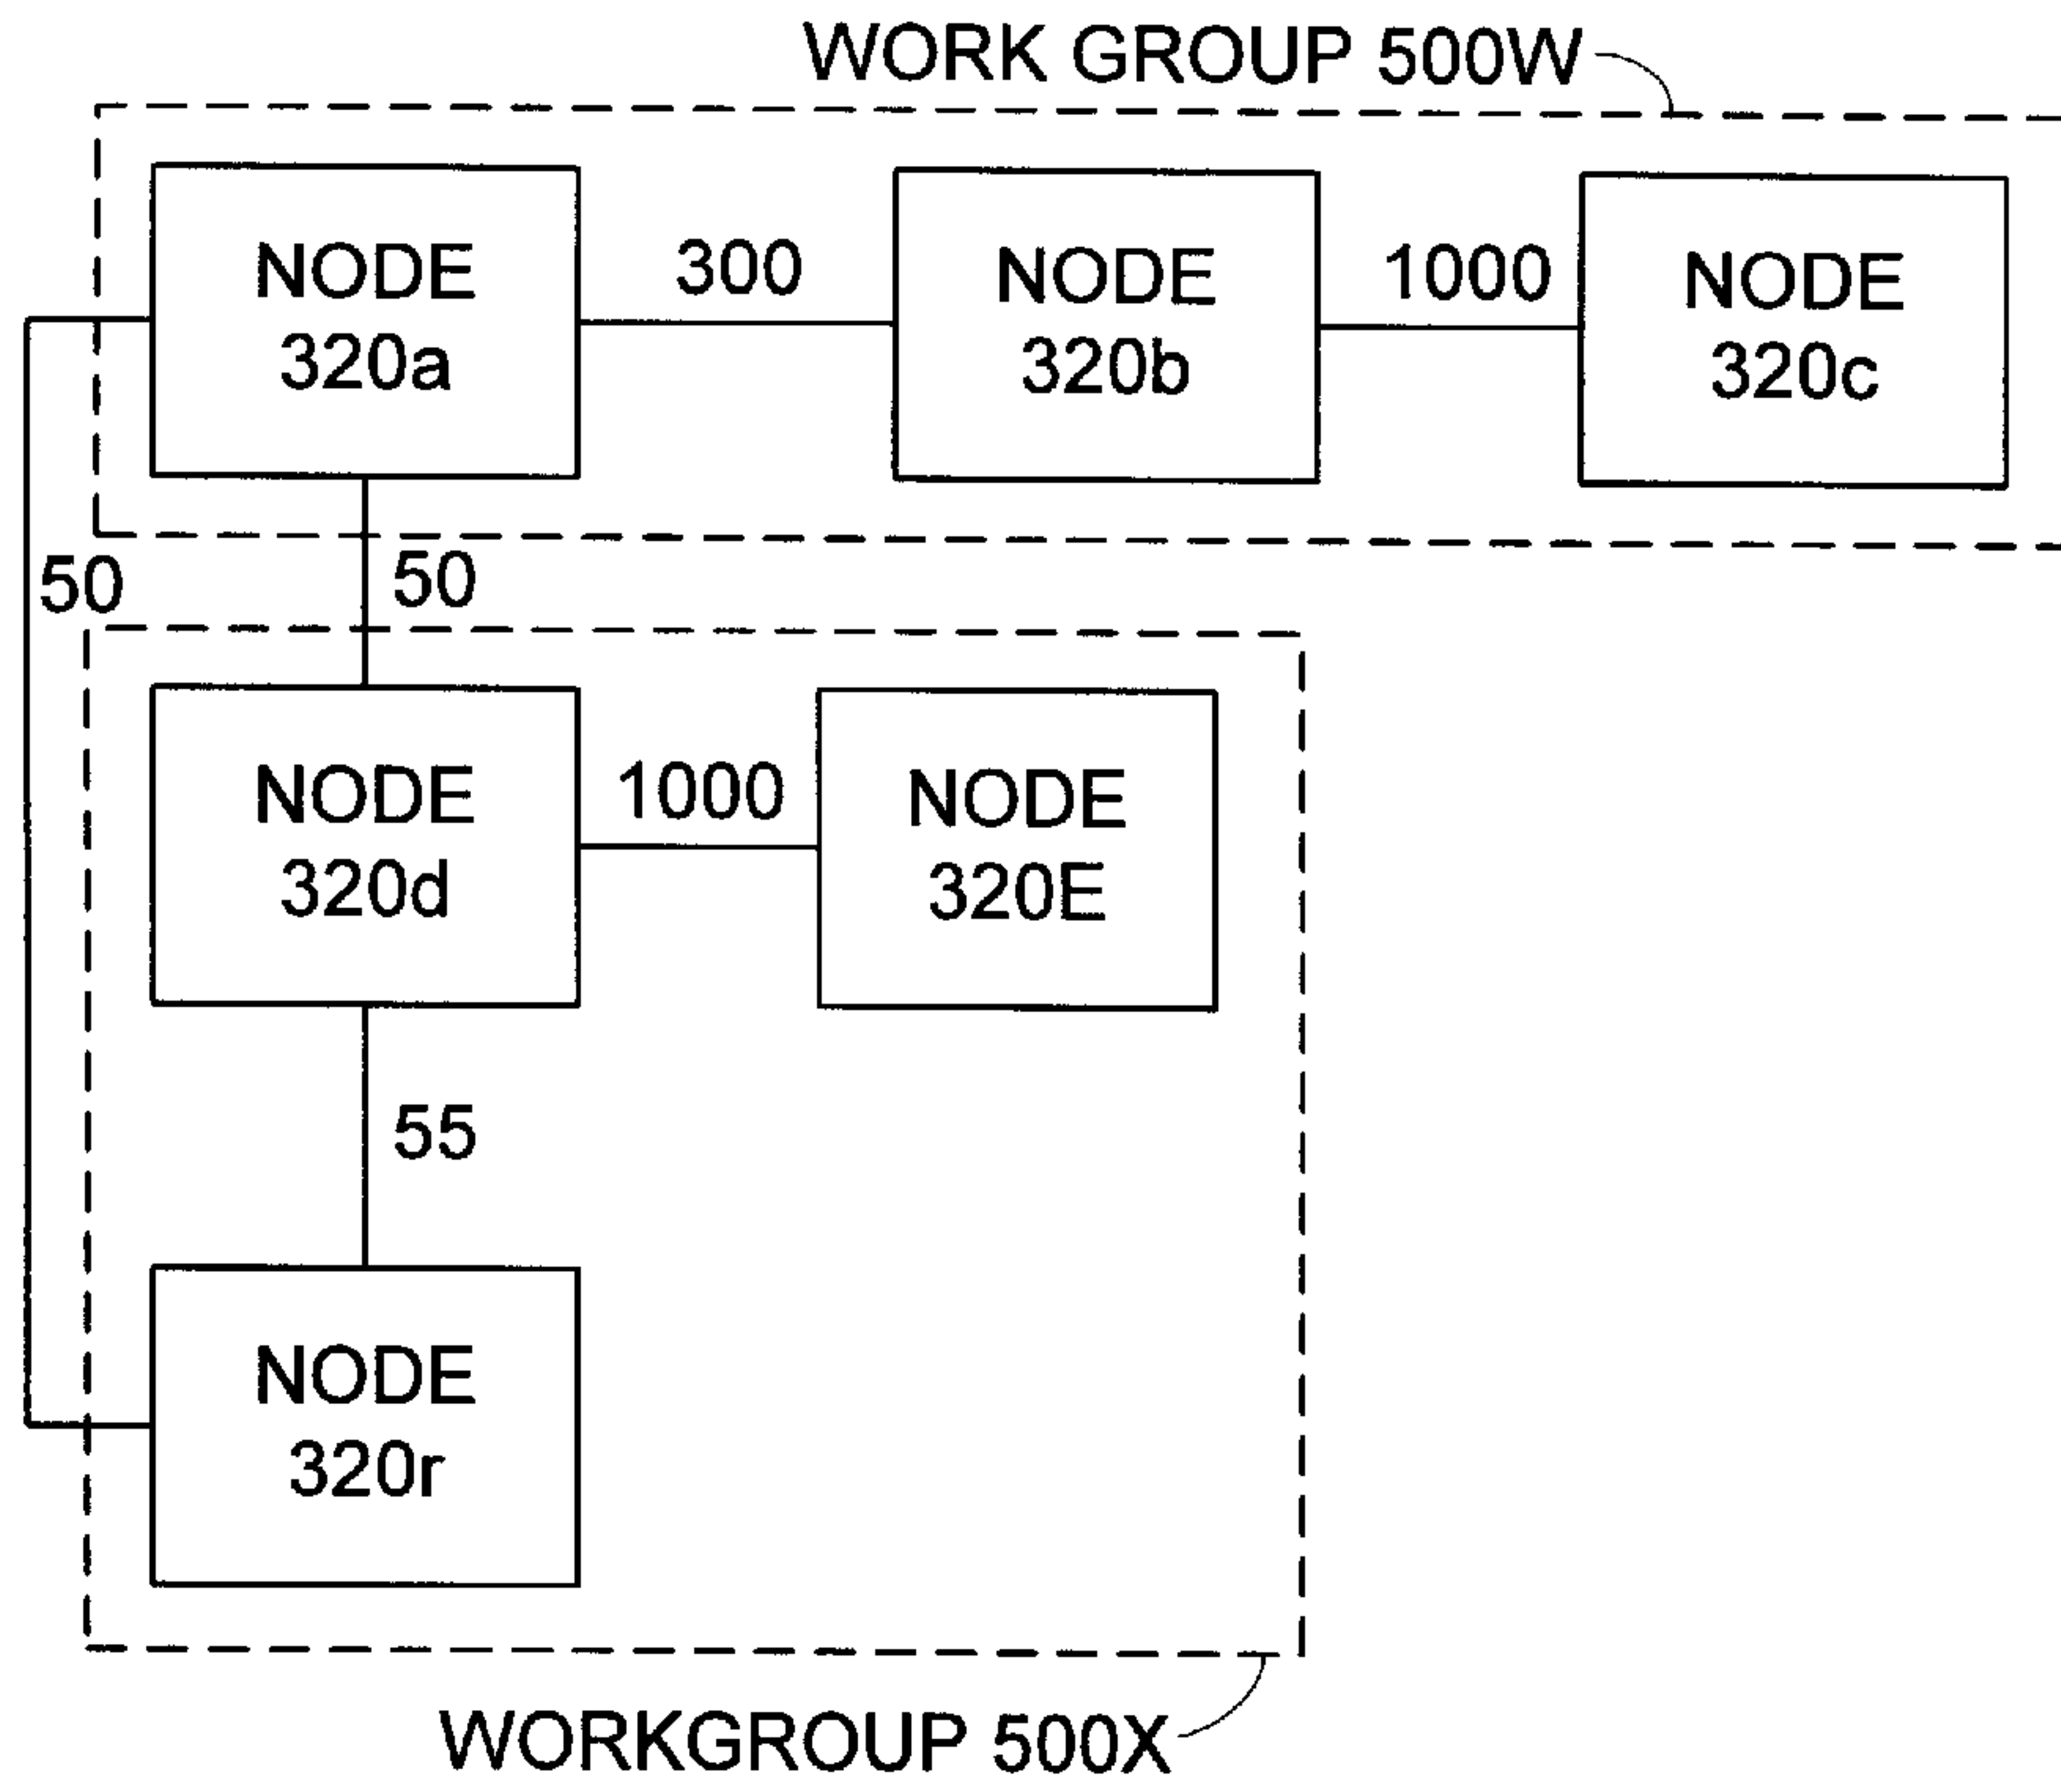 WORK GROUP 500W
NODE
320a
300
NODE
320b
1000
NODE
320c
50
50
NODE
320d
1000
NODE
320E
55
NODE
320r
WORKGROUP 500X